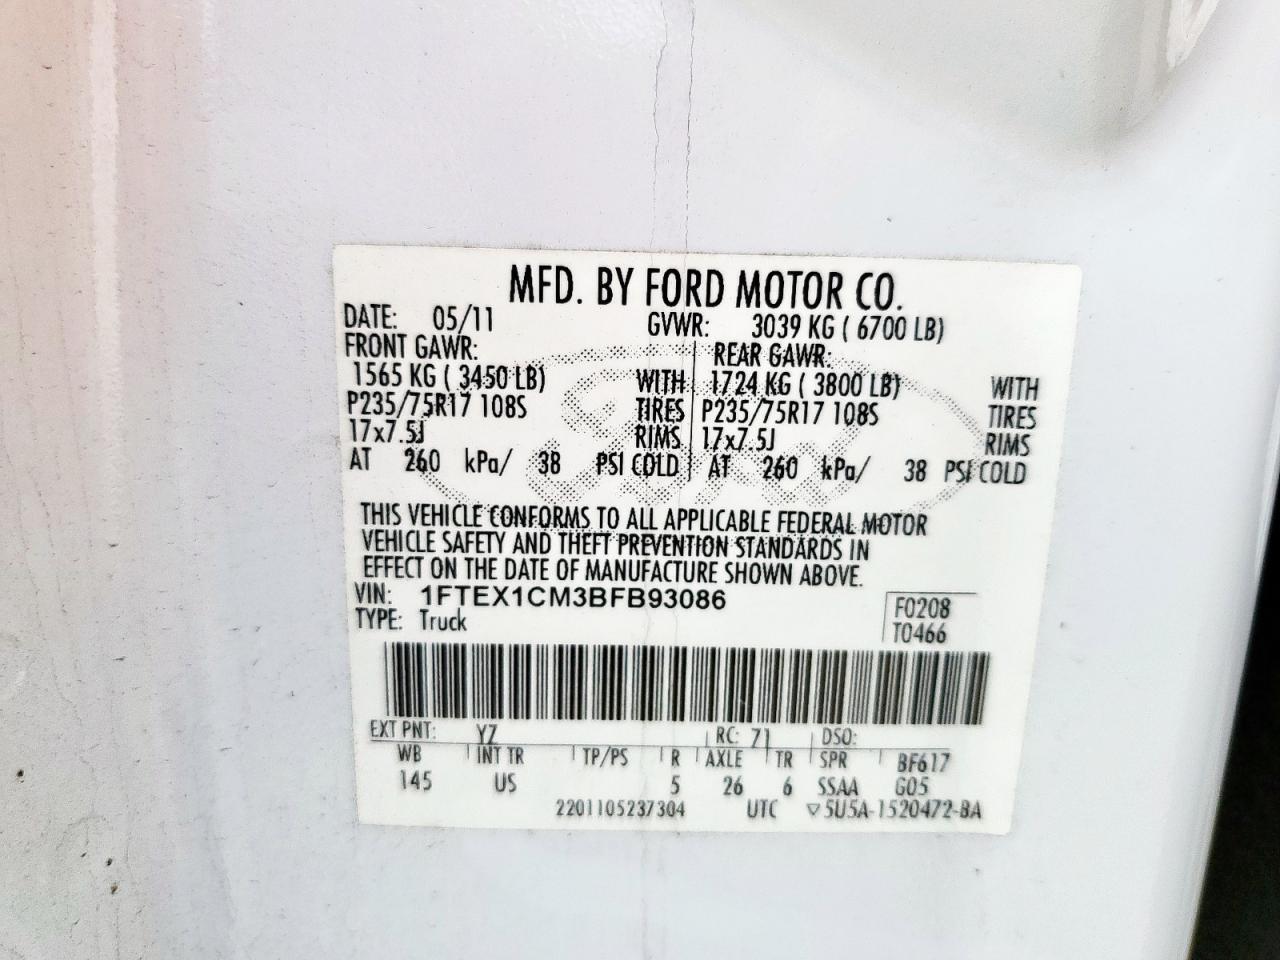 MFD. BY FORD MOTOR CO.
DATE: 05/11 GVWR: 3039 KG ( 6700 LB)
FRONT GAWR: REAR GAWR:
1565 KG ( 3450 LB) WITH 1724 KG ( 3800 LB) WITH
P235/75R17 108S TIRES P235/75R17 108S TIRES
17x7.5J RIMS 17x7.5J RIMS
AT 260 kPa/ 38 PSI COLD AT 260 kPa/ 38 PSI COLD
Ford
THIS VEHICLE CONFORMS TO ALL APPLICABLE FEDERAL MOTOR
VEHICLE SAFETY AND THEFT PREVENTION STANDARDS IN
EFFECT ON THE DATE OF MANUFACTURE SHOWN ABOVE.
VIN: 1FTEX1CM3BFB93086 F0208
TYPE: Truck T0466
EXT PNT: YZ RC: 71 DSO:
WB INT TR TP/PS R AXLE TR SPR BF617
145 US 5 26 6 SSAA G05
2201105237304 UTC ▽5U5A-1520472-BA